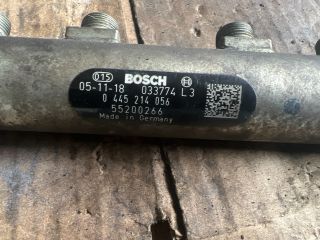 015 BOSCH
05-11-18 033774 L3
0 445 214 056
55200266
Made in Germany